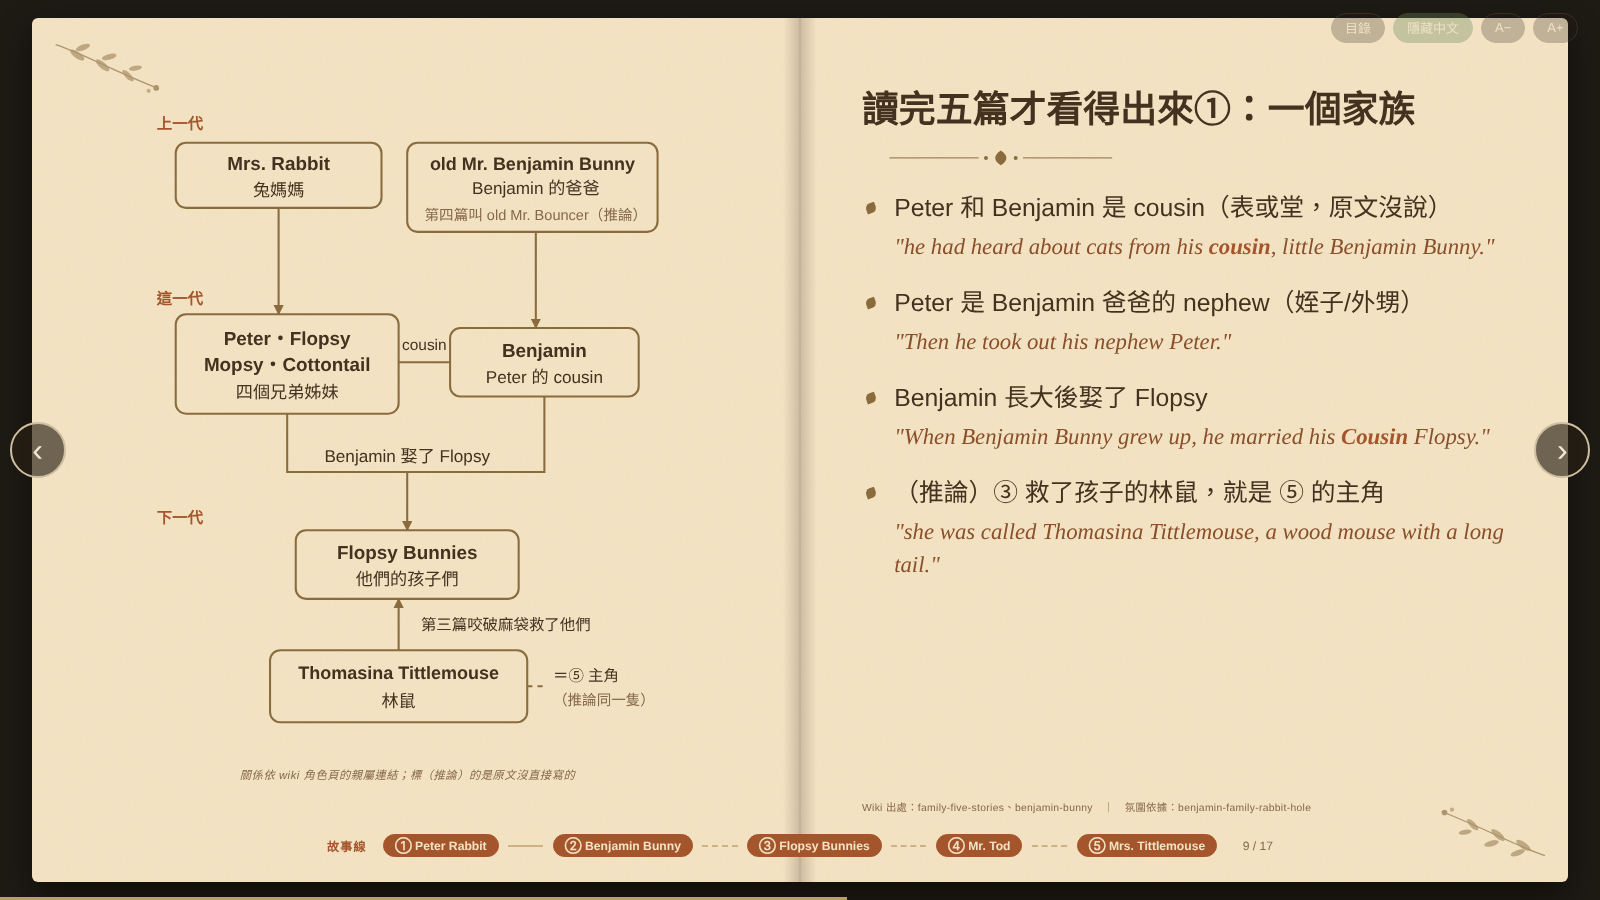 目錄
隱藏中文
A−
A+
上一代
Mrs. Rabbit
兔媽媽
old Mr. Benjamin Bunny
Benjamin 的爸爸
第四篇叫 old Mr. Bouncer（推論）
這一代
Peter・Flopsy
Mopsy・Cottontail
四個兄弟姊妹
cousin
Benjamin
Peter 的 cousin
Benjamin 娶了 Flopsy
下一代
Flopsy Bunnies
他們的孩子們
第三篇咬破麻袋救了他們
Thomasina Tittlemouse
林鼠
＝⑤ 主角
（推論同一隻）
關係依 wiki 角色頁的親屬連結；標（推論）的是原文沒直接寫的
讀完五篇才看得出來①：一個家族
Peter 和 Benjamin 是 cousin（表或堂，原文沒說）
"he had heard about cats from his cousin, little Benjamin Bunny."
Peter 是 Benjamin 爸爸的 nephew（姪子/外甥）
"Then he took out his nephew Peter."
Benjamin 長大後娶了 Flopsy
"When Benjamin Bunny grew up, he married his Cousin Flopsy."
（推論）③ 救了孩子的林鼠，就是 ⑤ 的主角
"she was called Thomasina Tittlemouse, a wood mouse with a long
tail."
Wiki 出處：family-five-stories、benjamin-bunny ｜ 氛圍依據：benjamin-family-rabbit-hole
故事線
① Peter Rabbit
② Benjamin Bunny
③ Flopsy Bunnies
④ Mr. Tod
⑤ Mrs. Tittlemouse
9 / 17